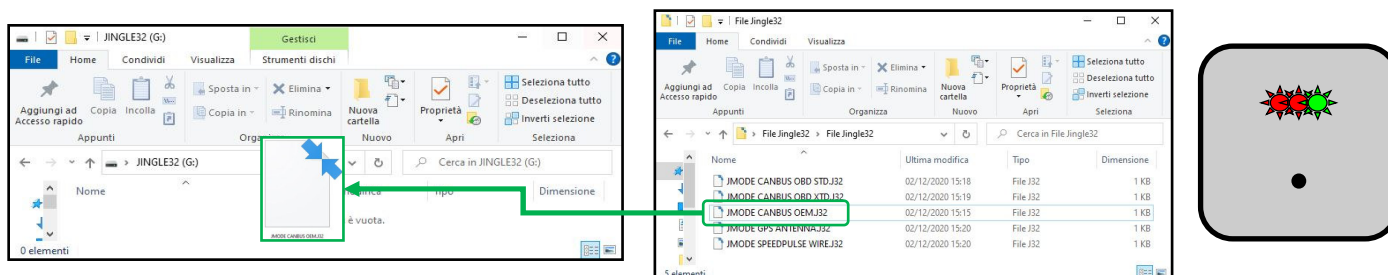 JINGLE32 (G:)
Gestisci
File Home Condividi Visualizza Strumenti dischi
Aggiungi ad Accesso rapido
Copia
Incolla
Sposta in
Copia in
Elimina
Rinomina
Nuova cartella
Proprietà
Seleziona tutto
Deseleziona tutto
Inverti selezione
Appunti
Nuovo
Apri
Seleziona
JINGLE32 (G:)
Cerca in JINGLE32 (G:)
Nome
Dimensione
è vuota.
JMODE CANBUS OEM.J32
0 elementi
File Jingle32
File Home Condividi Visualizza
Aggiungi ad Accesso rapido
Copia
Incolla
Sposta in
Copia in
Elimina
Rinomina
Nuova cartella
Proprietà
Seleziona tutto
Deseleziona tutto
Inverti selezione
Appunti
Organizza
Nuovo
Apri
Seleziona
File Jingle32 File Jingle32
Cerca in File Jingle32
Nome Ultima modifica Tipo Dimensione
JMODE CANBUS OBD STD.J32 02/12/2020 15:18 File J32 1 KB
JMODE CANBUS OBD XTD.J32 02/12/2020 15:19 File J32 1 KB
JMODE CANBUS OEM.J32 02/12/2020 15:15 File J32 1 KB
JMODE GPS ANTENNA.J32 02/12/2020 15:20 File J32 1 KB
JMODE SPEEDPULSE WIRE.J32 02/12/2020 15:20 File J32 1 KB
5 elementi